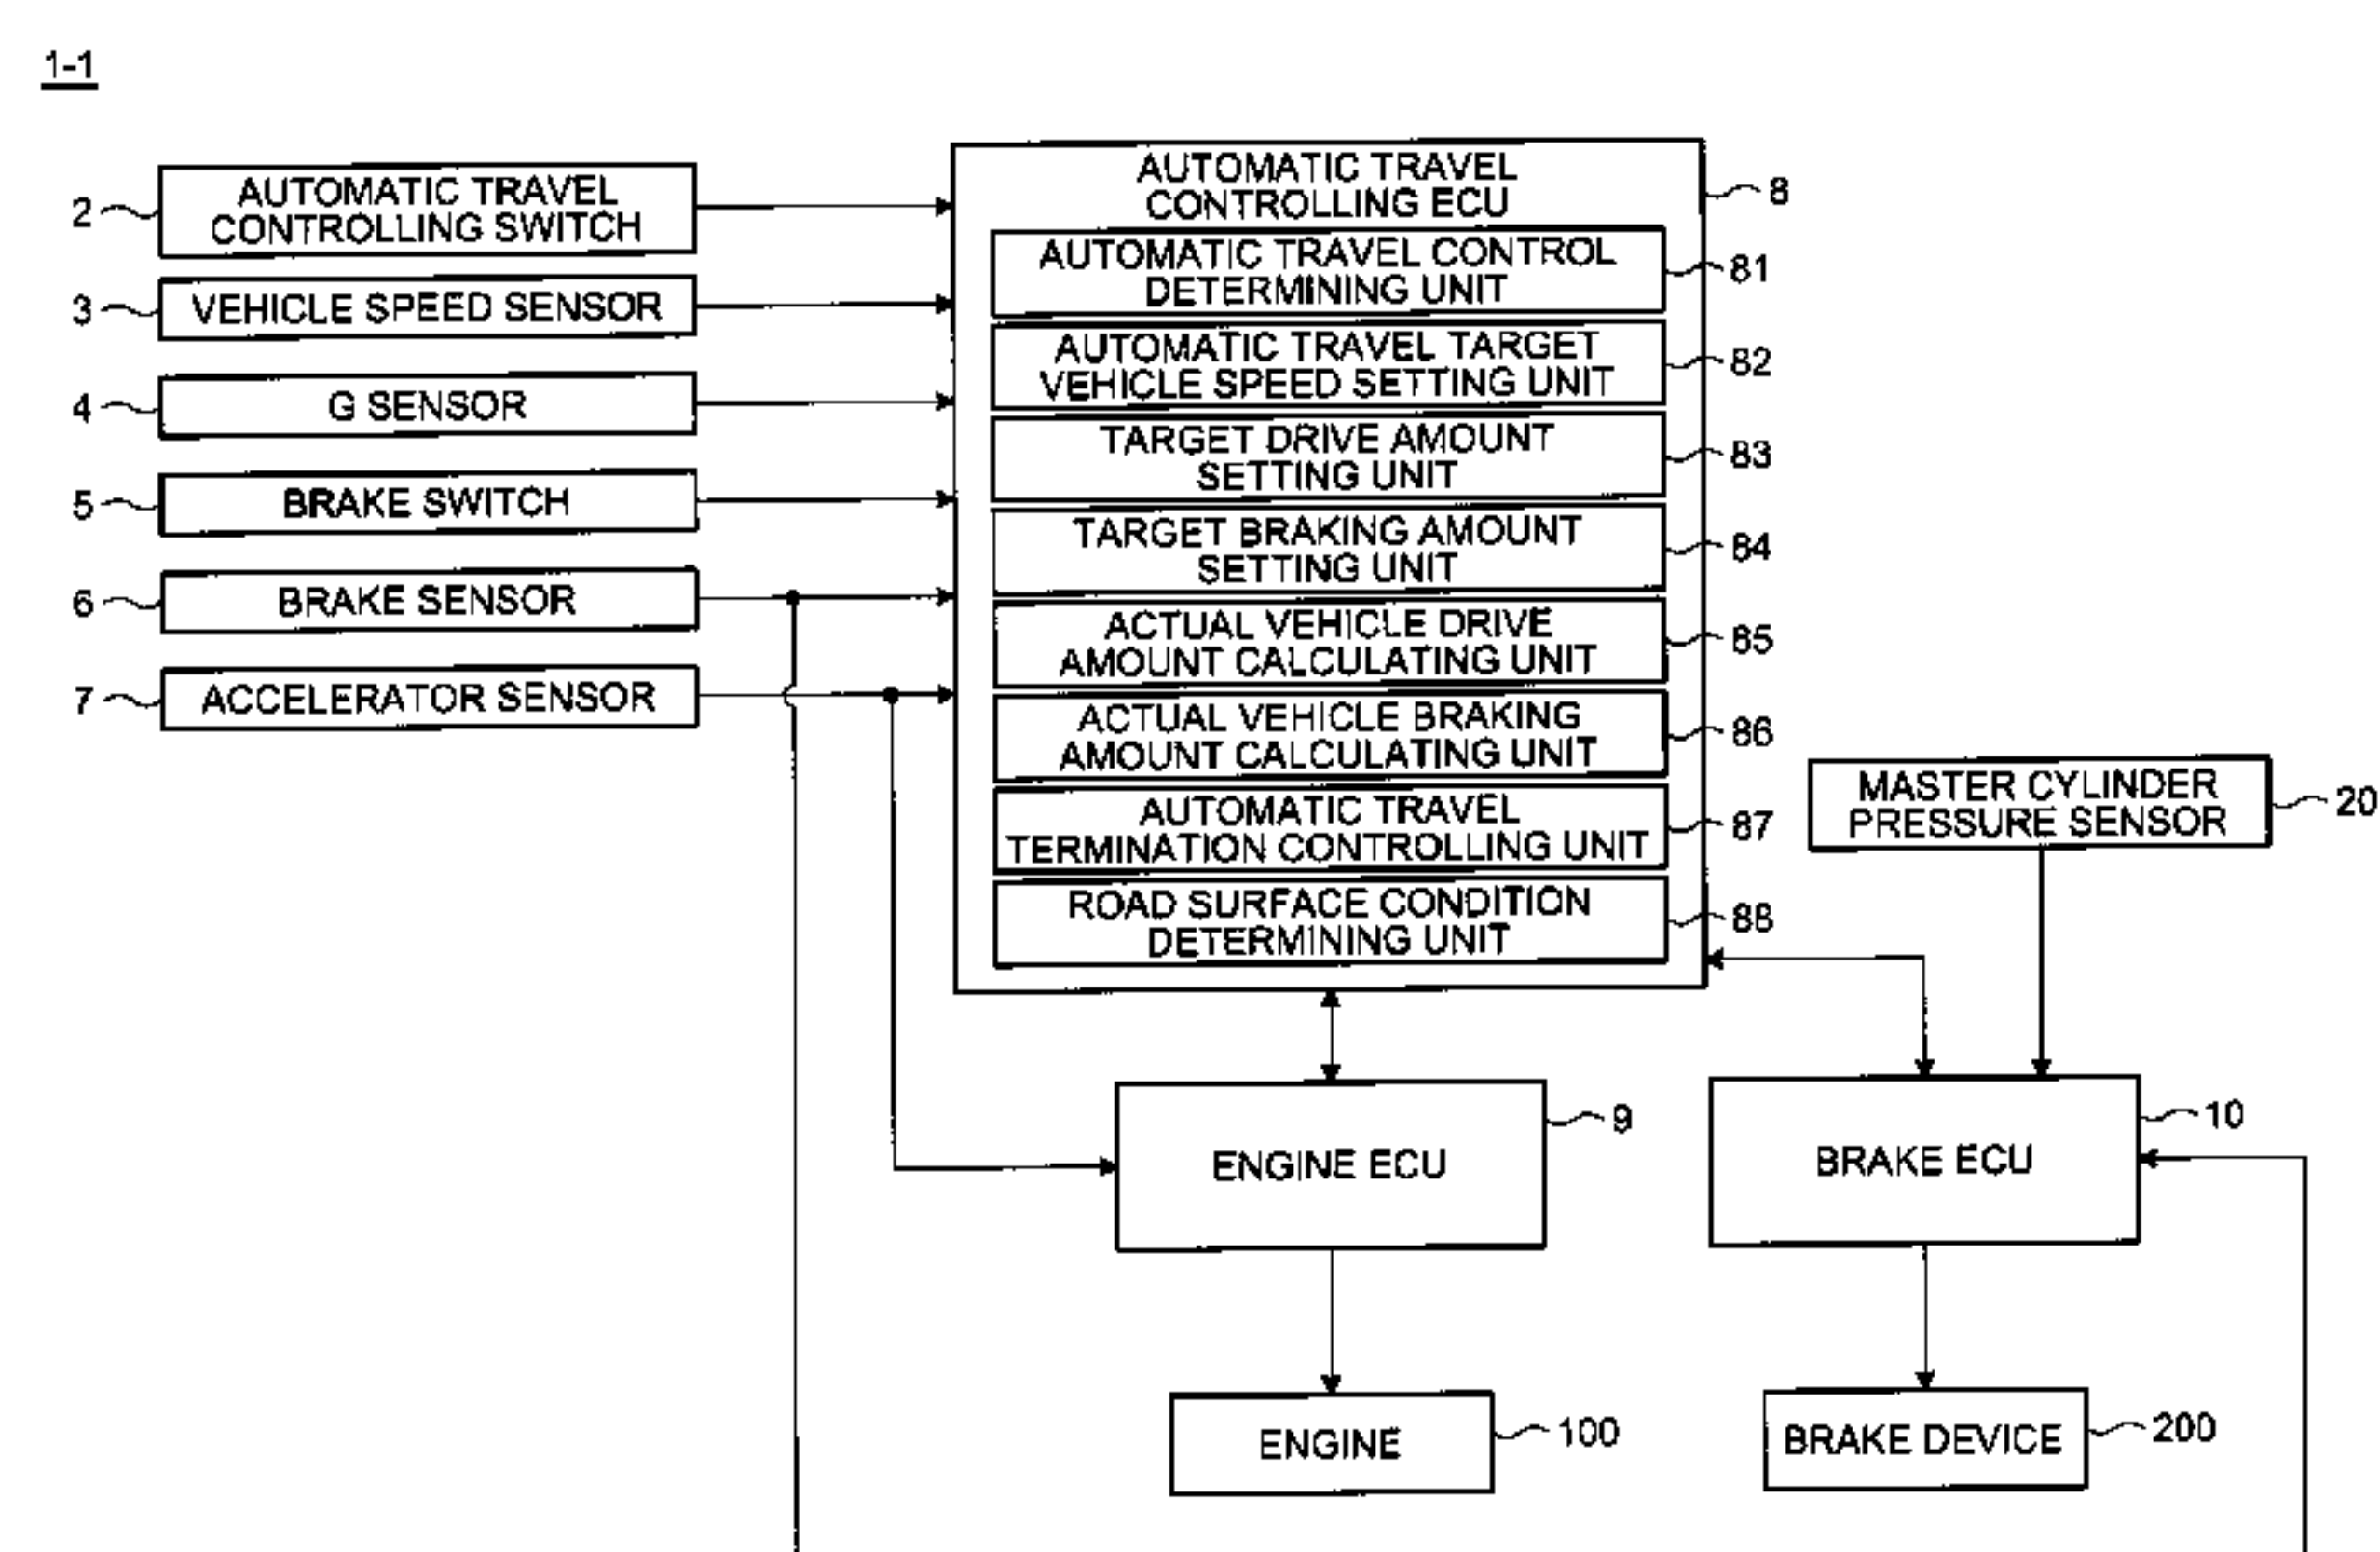 1-1
2
AUTOMATIC TRAVEL
CONTROLLING SWITCH
3
VEHICLE SPEED SENSOR
4
G SENSOR
5
BRAKE SWITCH
6
BRAKE SENSOR
7
ACCELERATOR SENSOR
AUTOMATIC TRAVEL
CONTROLLING ECU
8
AUTOMATIC TRAVEL CONTROL
DETERMINING UNIT
81
AUTOMATIC TRAVEL TARGET
VEHICLE SPEED SETTING UNIT
82
TARGET DRIVE AMOUNT
SETTING UNIT
83
TARGET BRAKING AMOUNT
SETTING UNIT
84
ACTUAL VEHICLE DRIVE
AMOUNT CALCULATING UNIT
85
ACTUAL VEHICLE BRAKING
AMOUNT CALCULATING UNIT
86
AUTOMATIC TRAVEL
TERMINATION CONTROLLING UNIT
87
ROAD SURFACE CONDITION
DETERMINING UNIT
88
MASTER CYLINDER
PRESSURE SENSOR
20
ENGINE ECU
9
BRAKE ECU
10
ENGINE
100
BRAKE DEVICE
200